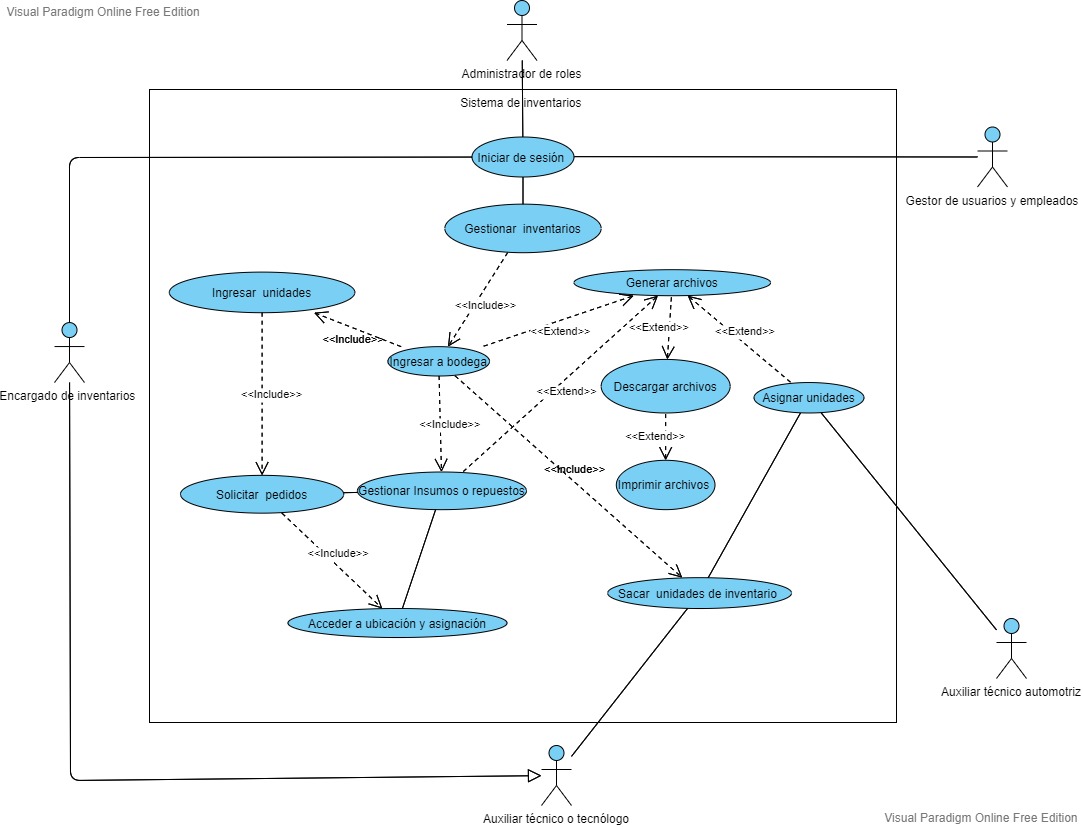 Visual Paradigm Online Free Edition
Administrador de roles
Sistema de inventarios
Iniciar de sesión
Gestor de usuarios y empleados
Gestionar  inventarios
Ingresar  unidades
Generar archivos
<<Include>>
<<Extend>>
<<Extend>>
<<Extend>>
<<Include>>
Ingresar a bodega
Descargar archivos
Asignar unidades
Encargado de inventarios
<<Include>>
<<Extend>>
<<Include>>
<<Extend>>
<<Include>>
Solicitar  pedidos
Gestionar Insumos o repuestos
Imprimir archivos
<<Include>>
Sacar  unidades de inventario
Acceder a ubicación y asignación
Auxiliar técnico automotriz
Auxiliar técnico o tecnólogo
Visual Paradigm Online Free Edition